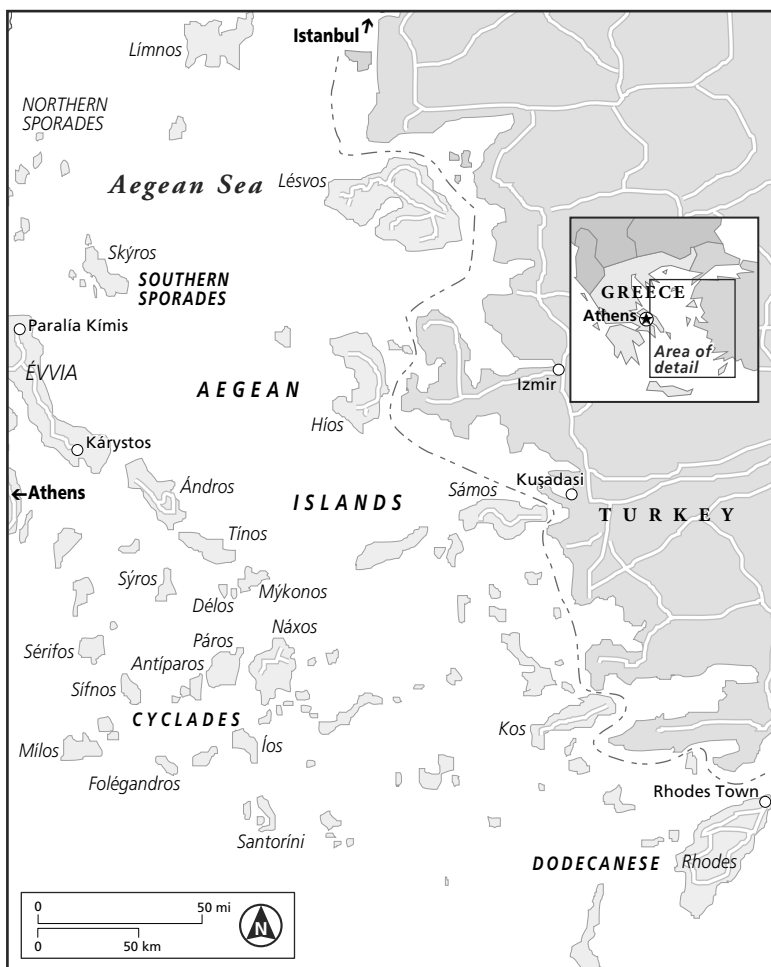 Límnos
Istanbul
NORTHERN
SPORADES
Aegean Sea
Lésvos
Skýros
SOUTHERN
SPORADES
GREECE
Athens
Area of
detail
Paralía Kímis
ÉVVIA
AEGEAN
Izmir
Híos
Kárystos
Athens
Ándros
ISLANDS
Sámos
Kuşadasi
TURKEY
Tínos
Sýros
Délos
Mýkonos
Náxos
Páros
Sérifos
Antíparos
Sífnos
CYCLADES
Kos
Íos
Mílos
Folégandros
Rhodes Town
Santoríni
DODECANESE
Rhodes
0 50 mi
0 50 km
N